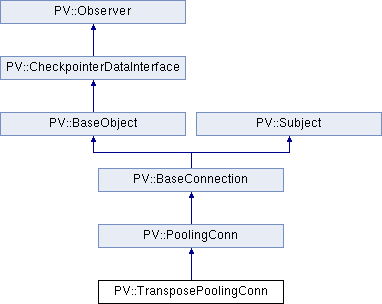 PV::Observer
PV::CheckpointerDataInterface
PV::BaseObject
PV::Subject
PV::BaseConnection
PV::PoolingConn
PV::TransposePoolingConn